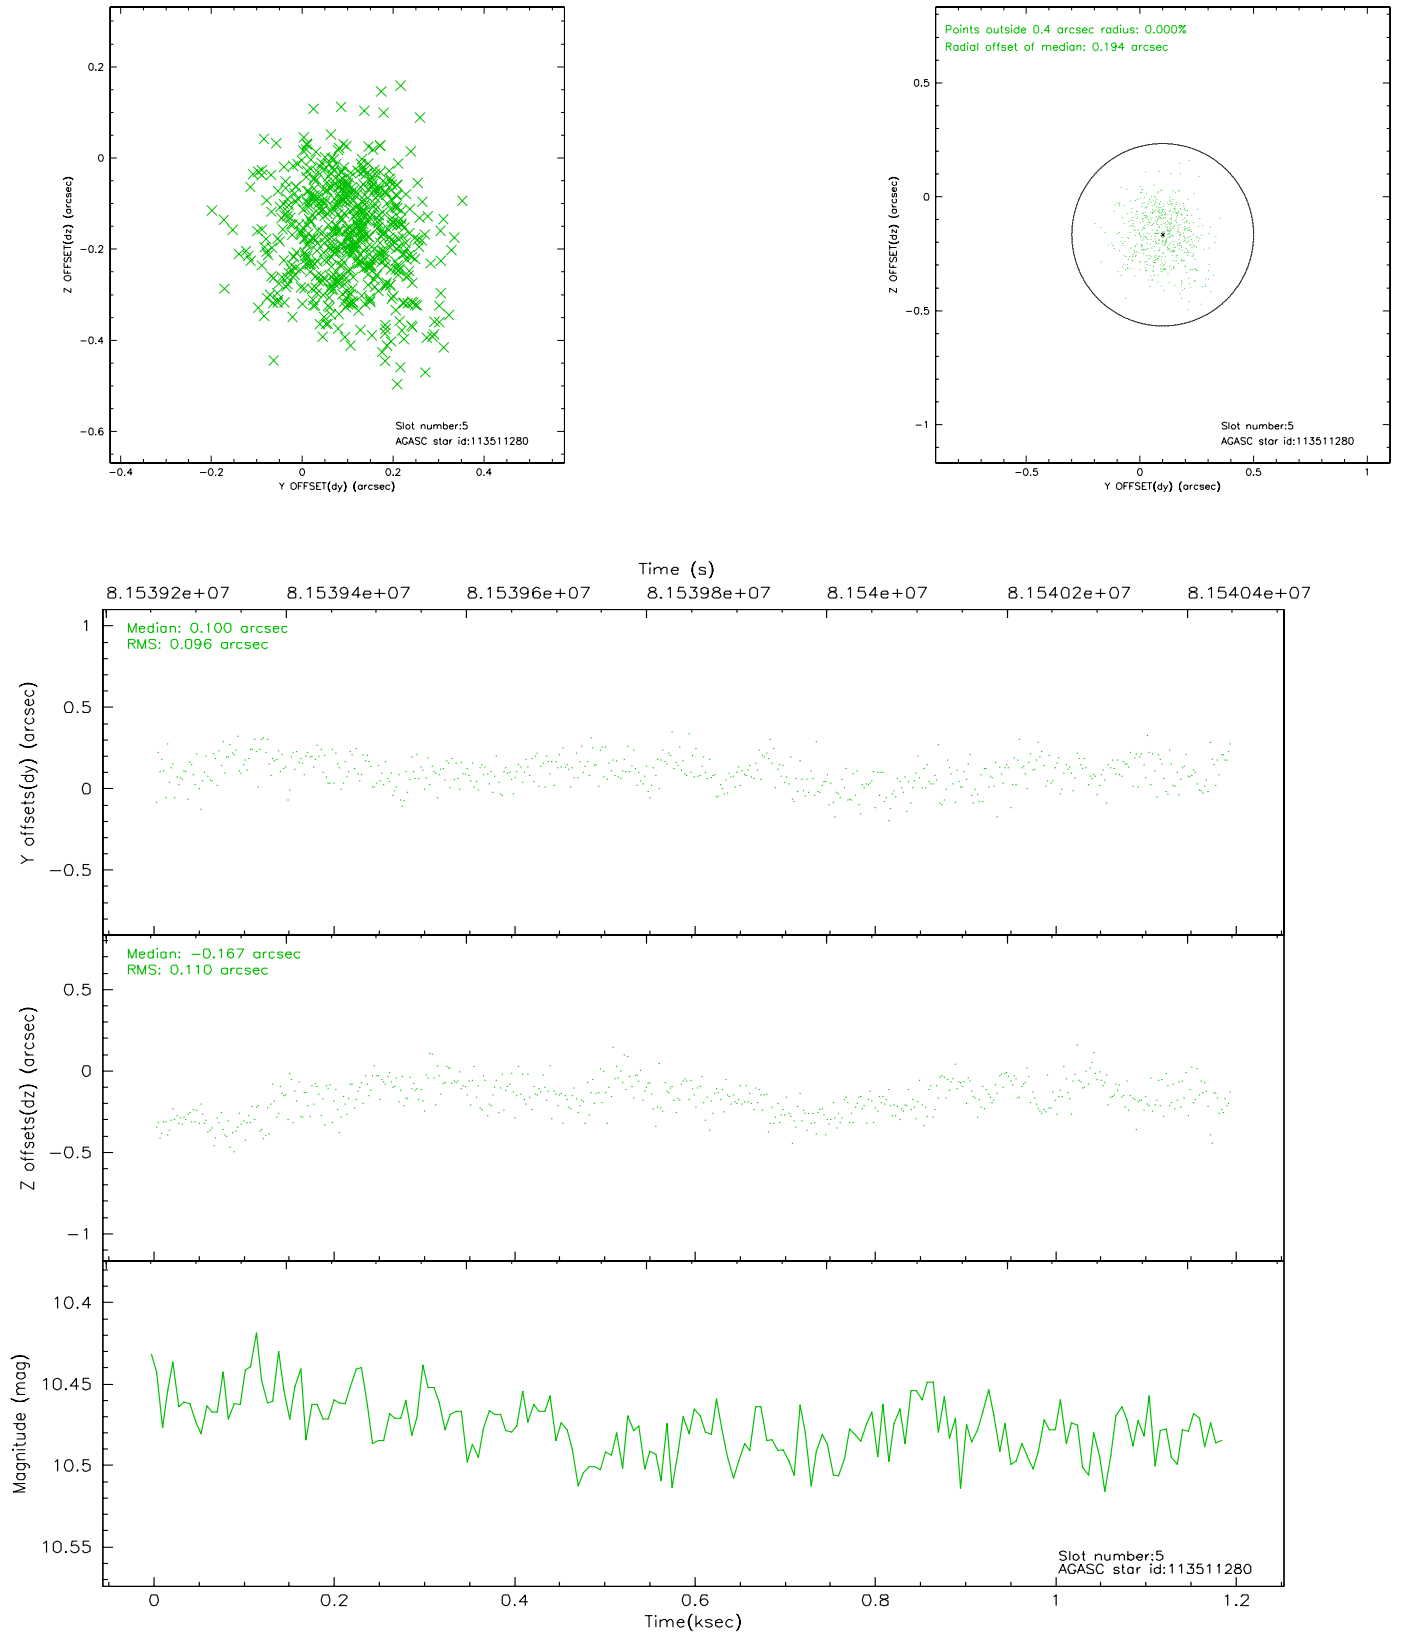 0.2
0
−0.2
−0.4
−0.6
Z OFFSET(dz) (arcsec)
Slot number:5
AGASC star id:113511280
−0.4 −0.2 0 0.2 0.4
Y OFFSET(dy) (arcsec)
Points outside 0.4 arcsec radius: 0.000%
Radial offset of median: 0.194 arcsec
0.5
0
−0.5
−1
Z OFFSET(dz) (arcsec)
Slot number:5
AGASC star id:113511280
−0.5 0 0.5 1
Y OFFSET(dy) (arcsec)
Time (s)
8.15392e+07 8.15394e+07 8.15396e+07 8.15398e+07 8.154e+07 8.15402e+07 8.15404e+07
Median: 0.100 arcsec
RMS: 0.096 arcsec
1
0.5
0
−0.5
Y offsets(dy) (arcsec)
Median: −0.167 arcsec
RMS: 0.110 arcsec
0.5
0
−0.5
−1
Z offsets(dz) (arcsec)
10.4
10.45
10.5
10.55
Magnitude (mag)
Slot number:5
AGASC star id:113511280
0 0.2 0.4 0.6 0.8 1 1.2
Time(ksec)